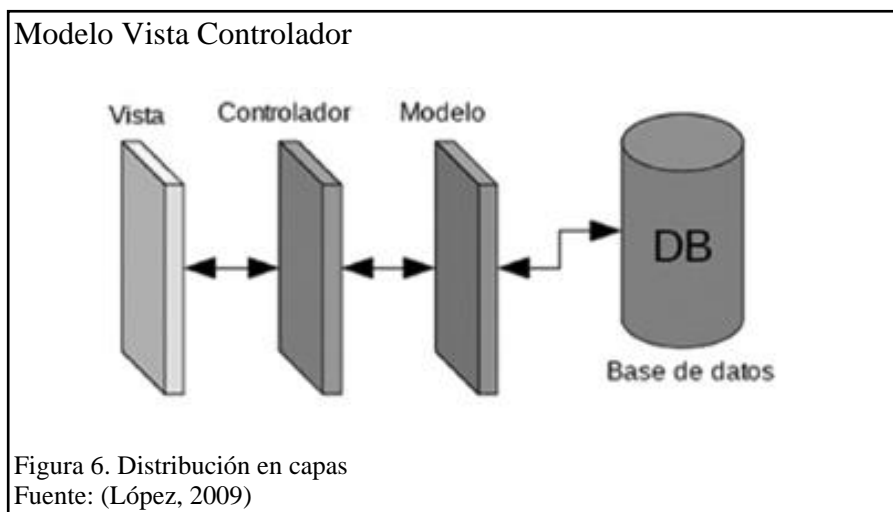 Modelo Vista Controlador
Vista
Controlador
Modelo
DB
Base de datos
Figura 6. Distribución en capas
Fuente: (López, 2009)